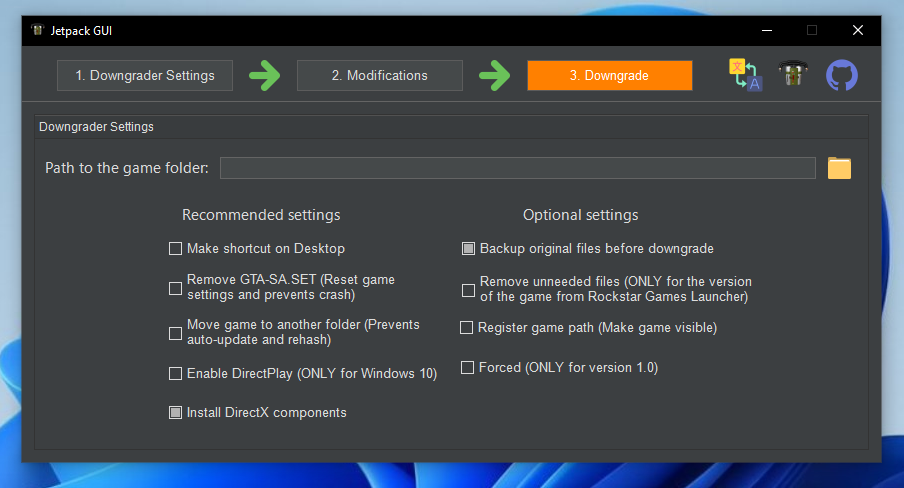 Jetpack GUI
1. Downgrader Settings
2. Modifications
3. Downgrade
文
A
Downgrader Settings
Path to the game folder:
Recommended settings
Make shortcut on Desktop
Remove GTA-SA.SET (Reset game
settings and prevents crash)
Move game to another folder (Prevents
auto-update and rehash)
Enable DirectPlay (ONLY for Windows 10)
Install DirectX components
Optional settings
Backup original files before downgrade
Remove unneeded files (ONLY for the version
of the game from Rockstar Games Launcher)
Register game path (Make game visible)
Forced (ONLY for version 1.0)